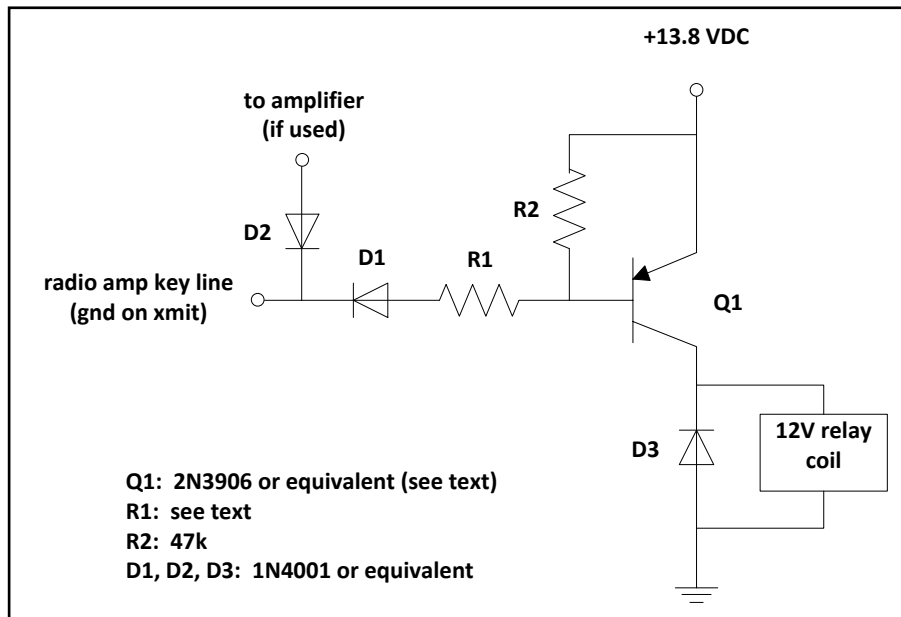 +13.8 VDC
to amplifier
(if used)
R2
D2
D1
R1
radio amp key line
(gnd on xmit)
Q1
D3
12V relay
coil
Q1:  2N3906 or equivalent (see text)
R1:  see text
R2:  47k
D1, D2, D3:  1N4001 or equivalent